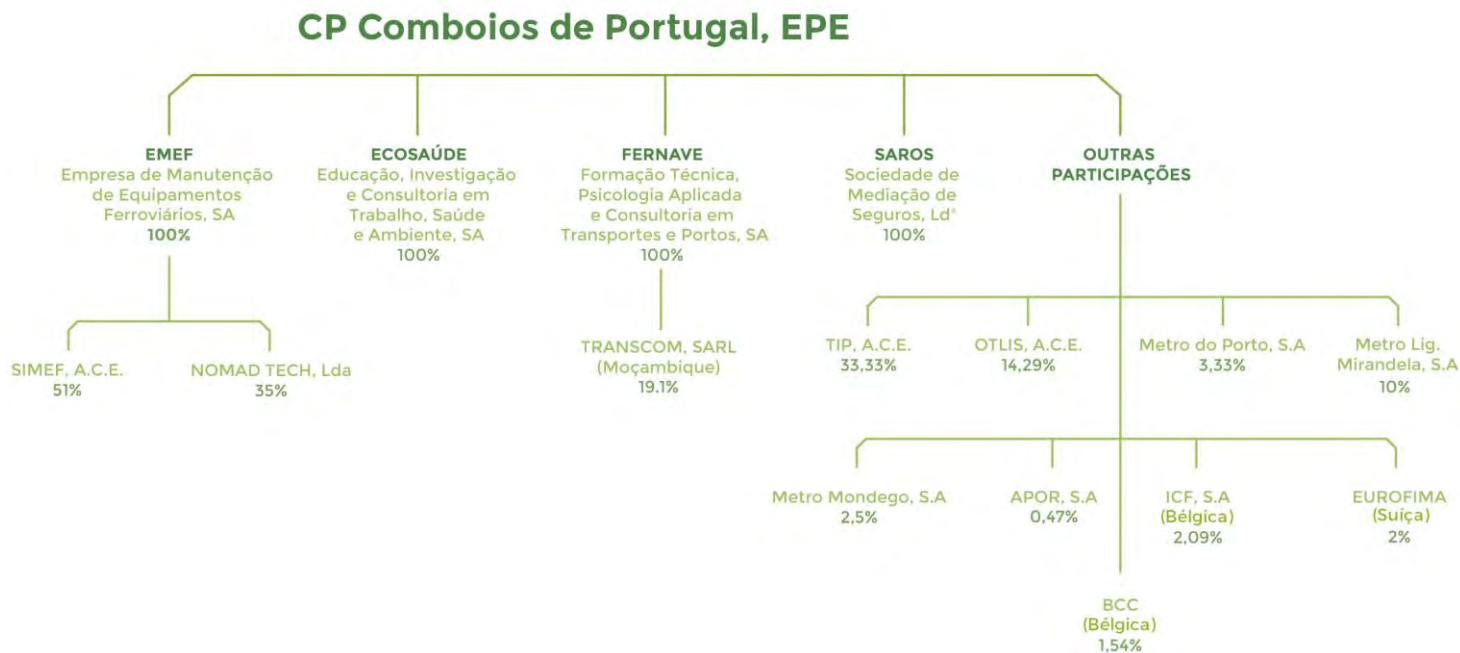 CP Comboios de Portugal, EPE
EMEF
Empresa de Manutenção
de Equipamentos
Ferroviários, SA
100%
ECOSAÚDE
Educação, Investigação
e Consultoria em
Trabalho, Saúde
e Ambiente, SA
100%
FERNAVE
Formação Técnica,
Psicologia Aplicada
e Consultoria em
Transportes e Portos, SA
100%
SAROS
Sociedade de
Mediação de
Seguros, Ldª
100%
OUTRAS
PARTICIPAÇÕES
SIMEF, A.C.E.
51%
NOMAD TECH, Lda
35%
TRANSCOM, SARL
(Moçambique)
19.1%
TIP, A.C.E.
33,33%
OTLIS, A.C.E.
14,29%
Metro do Porto, S.A
3,33%
Metro Lig.
Mirandela, S.A
10%
Metro Mondego, S.A
2,5%
APOR, S.A
0,47%
ICF, S.A
(Bélgica)
2,09%
EUROFIMA
(Suíça)
2%
BCC
(Bélgica)
1,54%